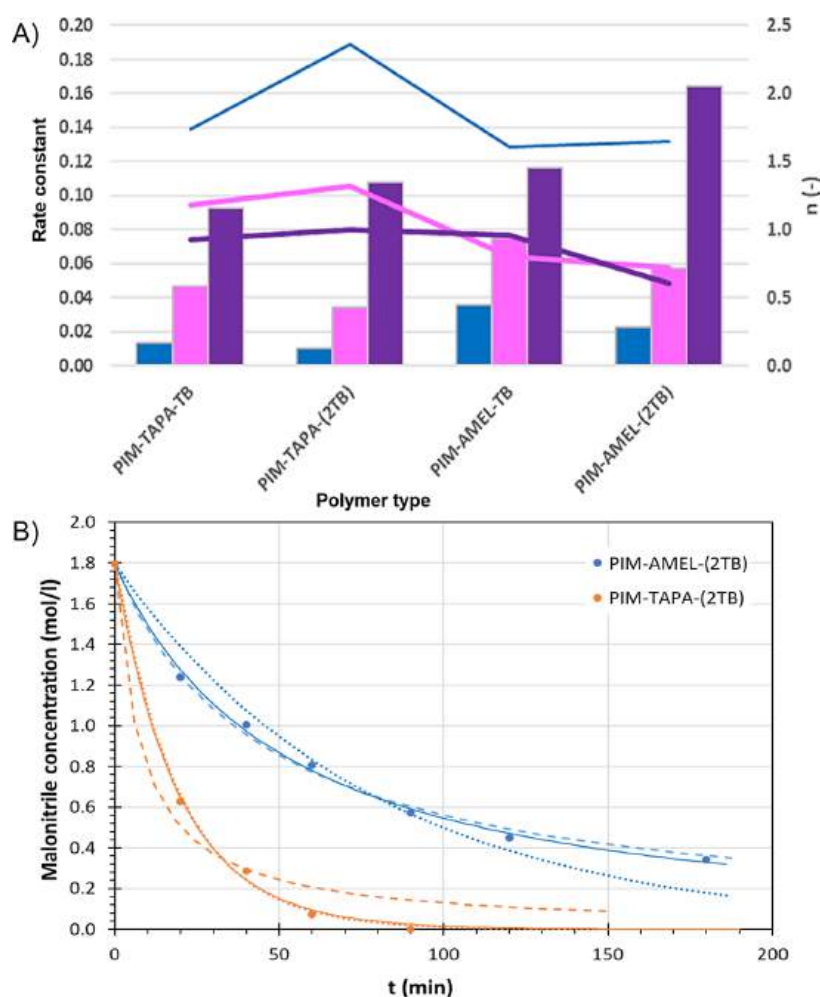 A)
0.20
0.18
0.16
0.14
0.12
0.10
0.08
0.06
0.04
0.02
0.00
Rate constant
2.5
2.0
1.5
1.0
0.5
0.0
n (-)
PIM-TAPA-TB
PIM-TAPA-(2TB)
PIM-AMEL-TB
PIM-AMEL-(2TB)
Polymer type
B)
2.0
1.8
1.6
1.4
1.2
1.0
0.8
0.6
0.4
0.2
0.0
Malonitrile concentration (mol/l)
PIM-AMEL-(2TB)
PIM-TAPA-(2TB)
0 50 100 150 200
t (min)